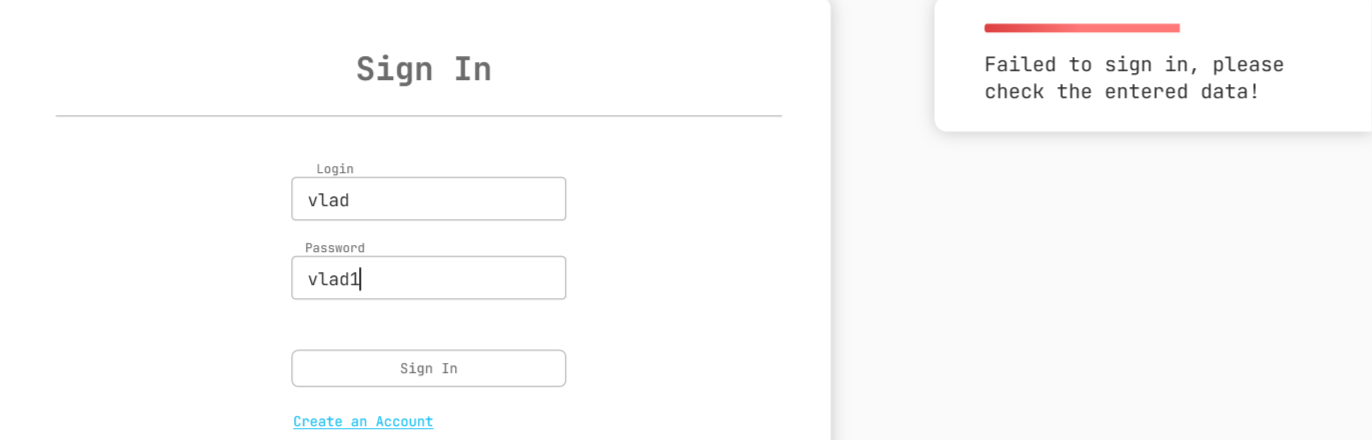 Sign In
Login
vlad
Password
vlad1
Sign In
Create an Account
Failed to sign in, please
check the entered data!